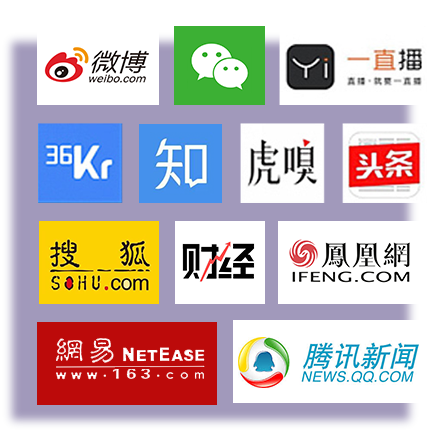 微博
weibo.com
Yi
一直播
直播·就要一直播
36Kr
知
虎嗅
头条
搜狐
SOHU.com
财经
鳳凰網
IFENG.COM
網易 NETEASE
www.163.com
腾讯新闻
NEWS.QQ.COM